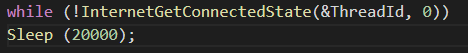 while (!InternetGetConnectedState(&ThreadId, 0))
Sleep (20000);